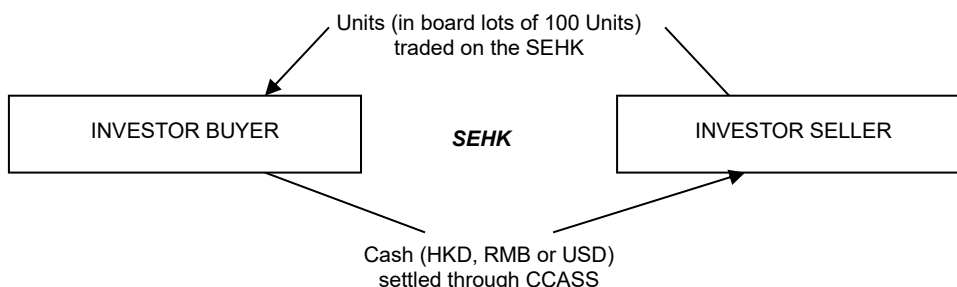 Units (in board lots of 100 Units)
traded on the SEHK
INVESTOR BUYER
SEHK
INVESTOR SELLER
Cash (HKD, RMB or USD)
settled through CCASS